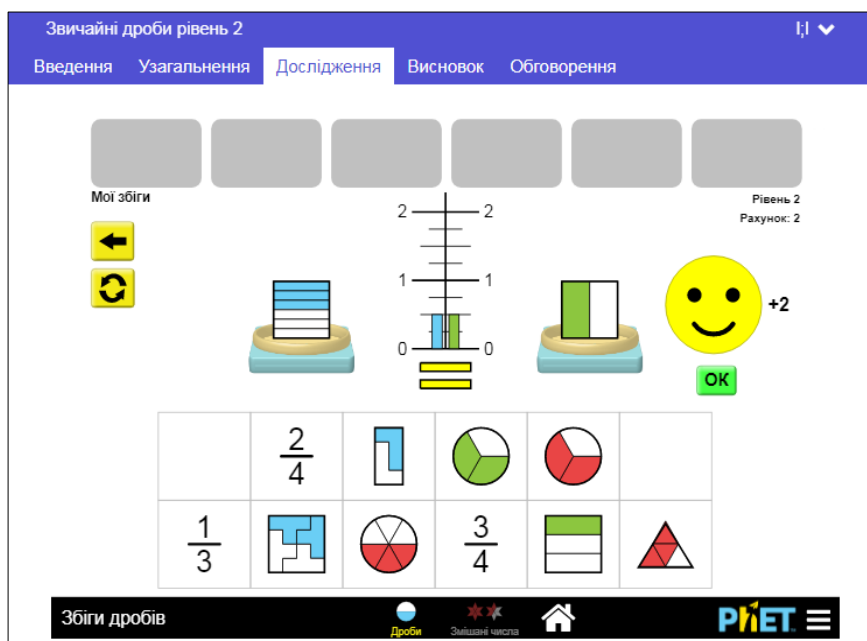 Звичайні дроби рівень 2
Введення Узагальнення Дослідження Висновок Обговорення
Мої збіги
Рівень 2
Рахунок: 2
2 2
1 1
0 0
+2
OK
2
4
1
3
3
4
Збіги дробів
Дроби
Змішані числа
PhET